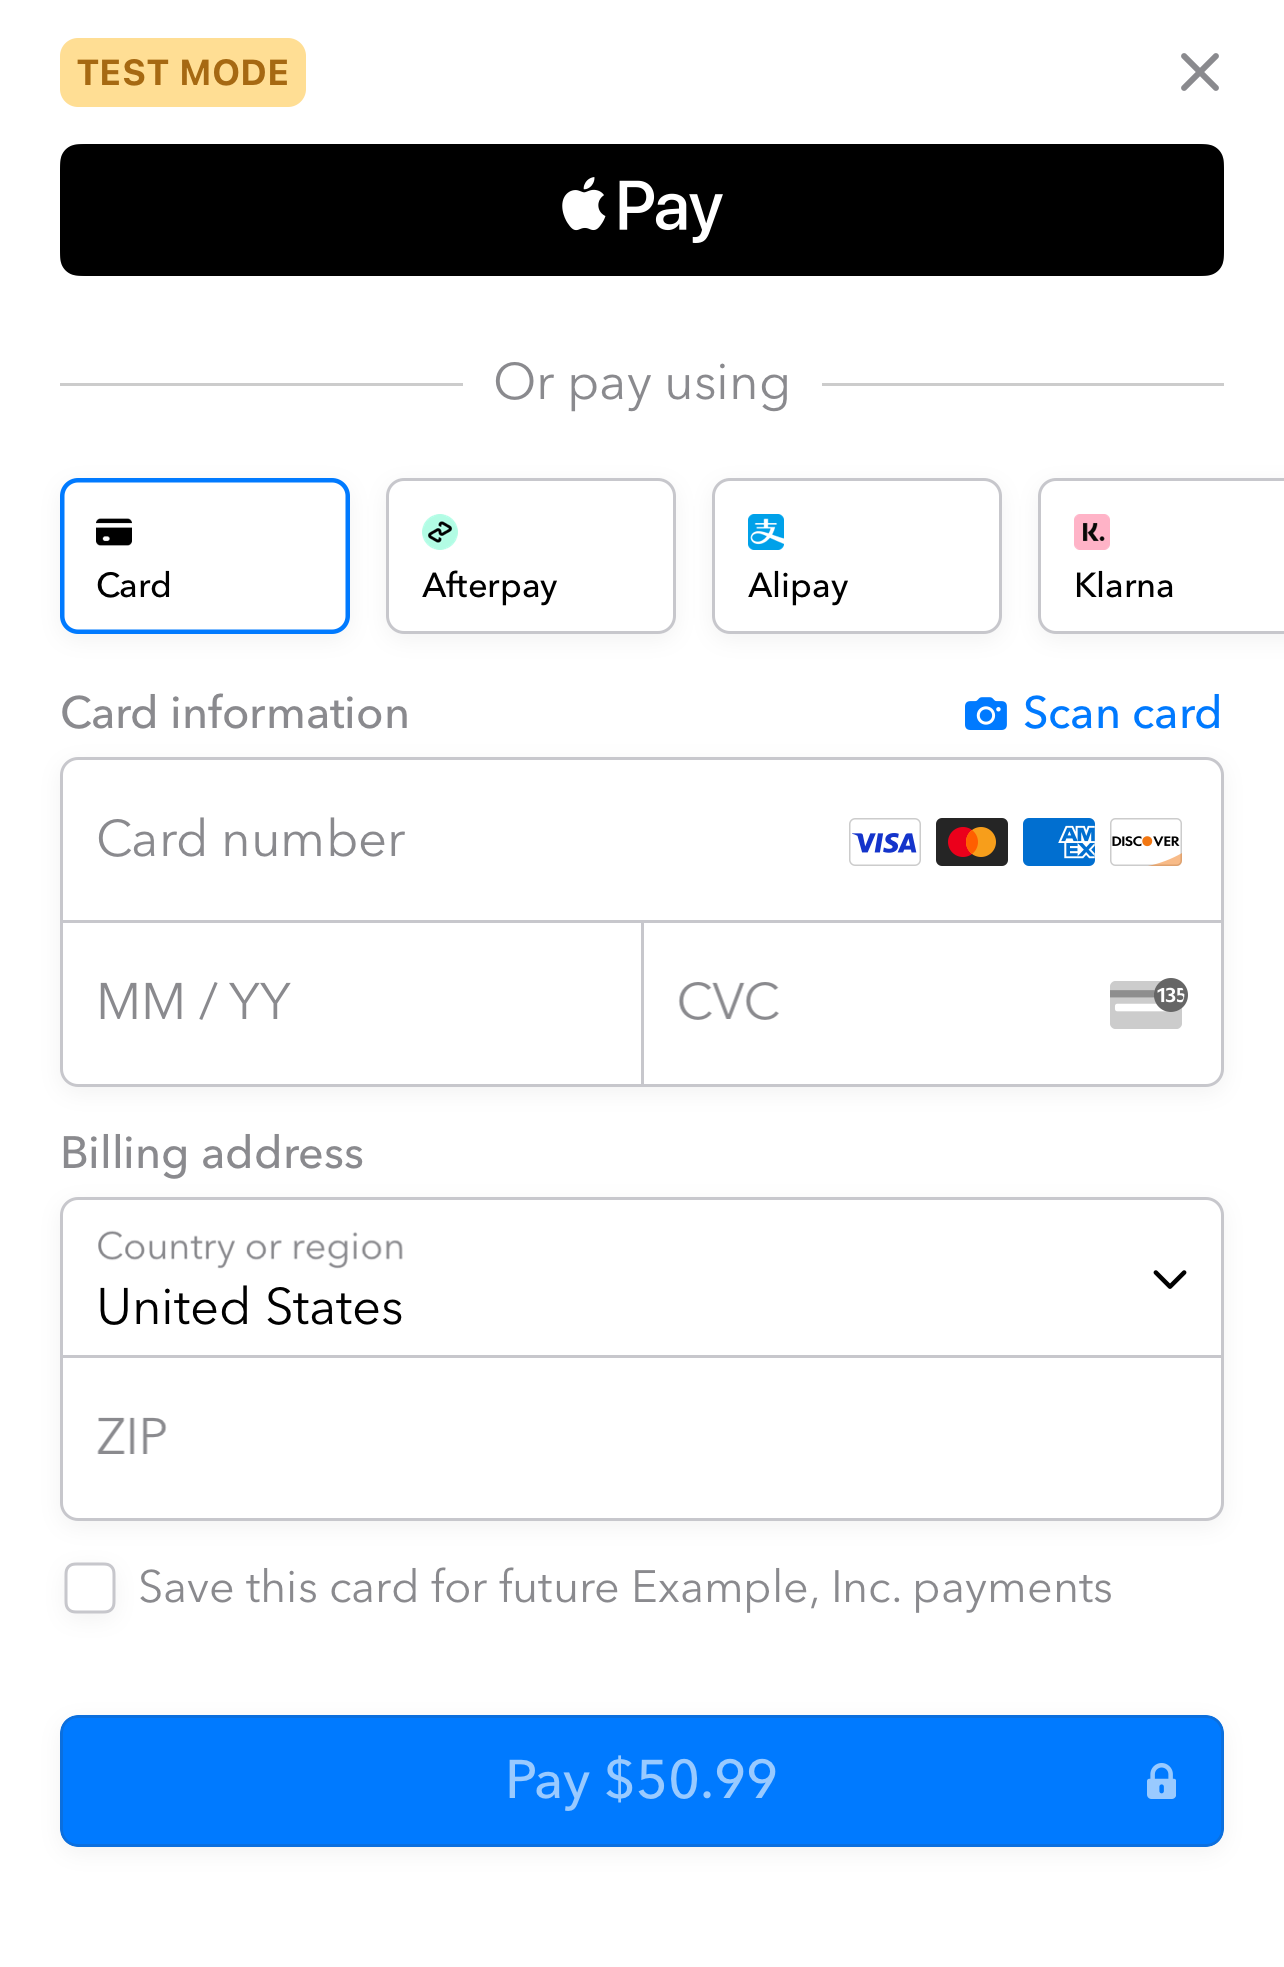 TEST MODE
Pay
Or pay using
Card
Afterpay
支 Alipay
K. Klarna
Card information
Scan card
Card number
VISA
AM
EX
DISCOVER
MM / YY
CVC
135
Billing address
Country or region
United States
ZIP
Save this card for future Example, Inc. payments
Pay $50.99